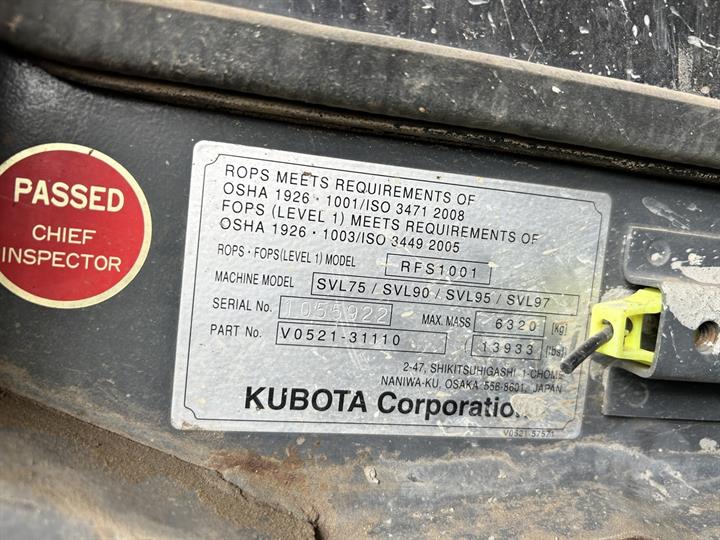 PASSED
CHIEF
INSPECTOR
ROPS MEETS REQUIREMENTS OF
OSHA 1926・1001/ISO 3471 2008
FOPS (LEVEL 1) MEETS REQUIREMENTS OF
OSHA 1926・1003/ISO 3449 2005
ROPS・FOPS(LEVEL 1) MODEL RFS1001
MACHINE MODEL SVL75 / SVL90 / SVL95 / SVL97
SERIAL No. 1055922 MAX. MASS 6320 [kg]
PART No. V0521-31110 13933 [lbs]
2-47, SHIKITSUHIGASHI 1-CHOME
NANIWA-KU, OSAKA 556-8601, JAPAN
KUBOTA Corporation
V0521-57571